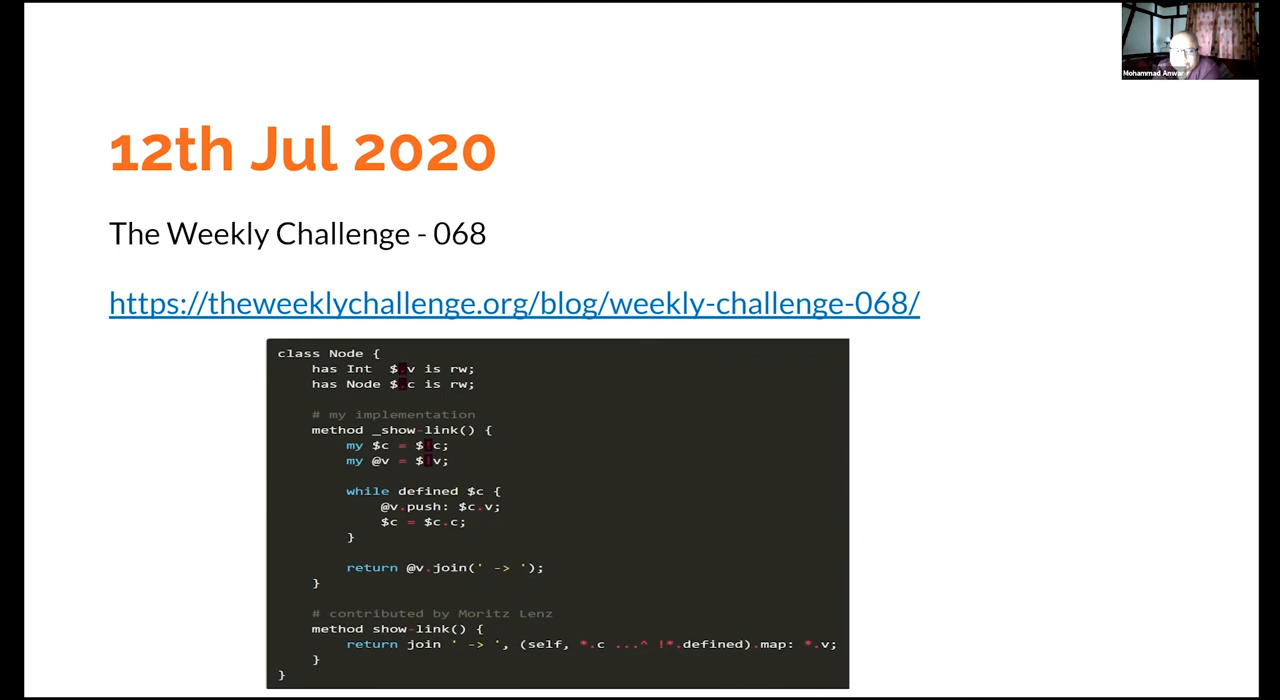 Mohammad Anwar
12th Jul 2020
The Weekly Challenge - 068
https://theweeklychallenge.org/blog/weekly-challenge-068/
class Node {
has Int $.v is rw;
has Node $.c is rw;
# my implementation
method _show-link() {
my $c = $!c;
my @v = $!v;
while defined $c {
@v.push: $c.v;
$c = $c.c;
}
return @v.join(' -> ');
}
# contributed by Moritz Lenz
method show-link() {
return join ' -> ', (self, *.c ...^ !*.defined).map: *.v;
}
}